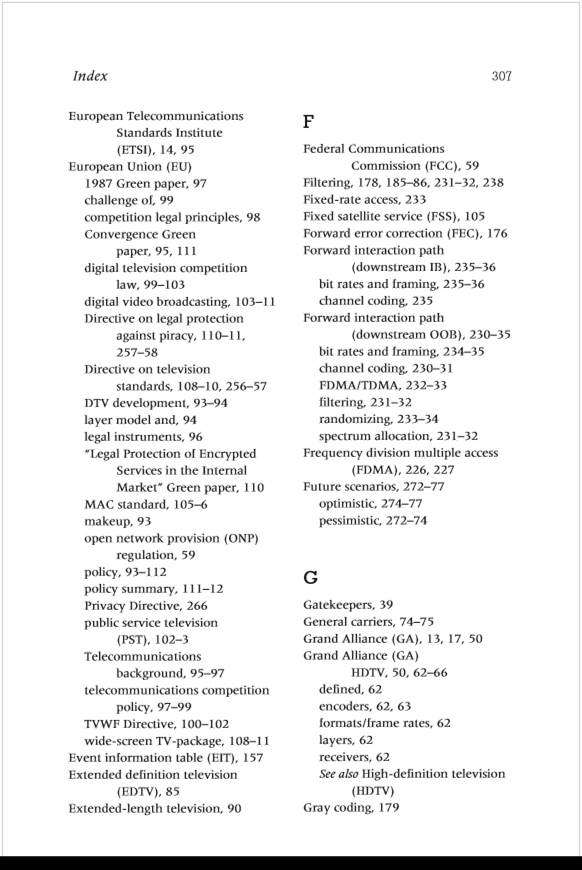 Index
307
European Telecommunications
Standards Institute
(ETSI), 14, 95
European Union (EU)
1987 Green paper, 97
challenge of, 99
competition legal principles, 98
Convergence Green
paper, 95, 111
digital television competition
law, 99–103
digital video broadcasting, 103–11
Directive on legal protection
against piracy, 110–11,
257–58
Directive on television
standards, 108–10, 256–57
DTV development, 93–94
layer model and, 94
legal instruments, 96
"Legal Protection of Encrypted
Services in the Internal
Market" Green paper, 110
MAC standard, 105–6
makeup, 93
open network provision (ONP)
regulation, 59
policy, 93–112
policy summary, 111–12
Privacy Directive, 266
public service television
(PST), 102–3
Telecommunications
background, 95–97
telecommunications competition
policy, 97–99
TVWF Directive, 100–102
wide-screen TV-package, 108–11
Event information table (EIT), 157
Extended definition television
(EDTV), 85
Extended-length television, 90
F
Federal Communications
Commission (FCC), 59
Filtering, 178, 185–86, 231–32, 238
Fixed-rate access, 233
Fixed satellite service (FSS), 105
Forward error correction (FEC), 176
Forward interaction path
(downstream IB), 235–36
bit rates and framing, 235–36
channel coding, 235
Forward interaction path
(downstream OOB), 230–35
bit rates and framing, 234–35
channel coding, 230–31
FDMA/TDMA, 232–33
filtering, 231–32
randomizing, 233–34
spectrum allocation, 231–32
Frequency division multiple access
(FDMA), 226, 227
Future scenarios, 272–77
optimistic, 274–77
pessimistic, 272–74
G
Gatekeepers, 39
General carriers, 74–75
Grand Alliance (GA), 13, 17, 50
Grand Alliance (GA)
HDTV, 50, 62–66
defined, 62
encoders, 62, 63
formats/frame rates, 62
layers, 62
receivers, 62
See also High-definition television
(HDTV)
Gray coding, 179